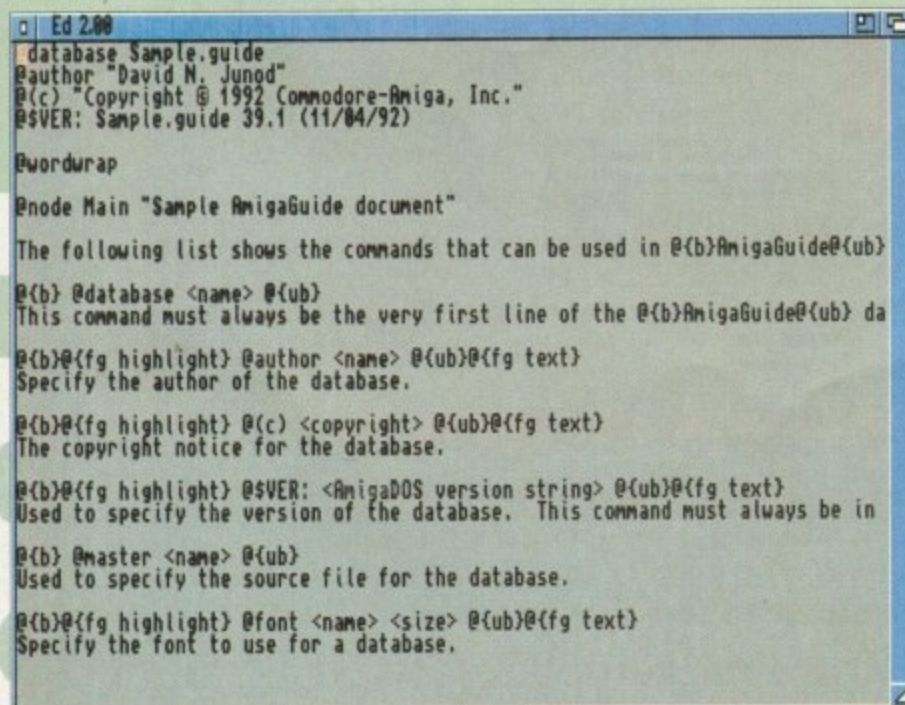 Ed 2.00
database Sample.guide
@author "David N. Junod"
@(c) "Copyright © 1992 Commodore-Amiga, Inc."
@$VER: Sample.guide 39.1 (11/04/92)
@wordwrap
@node Main "Sample AmigaGuide document"
The following list shows the commands that can be used in @{b}AmigaGuide@{ub}
@{b} @database <name> @{ub}
This command must always be the very first line of the @{b}AmigaGuide@{ub} da
@{b}@{fg highlight} @author <name> @{ub}@{fg text}
Specify the author of the database.
@{b}@{fg highlight} @(c) <copyright> @{ub}@{fg text}
The copyright notice for the database.
@{b}@{fg highlight} @$VER: <AmigaDOS version string> @{ub}@{fg text}
Used to specify the version of the database.  This command must always be in
@{b} @master <name> @{ub}
Used to specify the source file for the database.
@{b}@{fg highlight} @font <name> <size> @{ub}@{fg text}
Specify the font to use for a database.